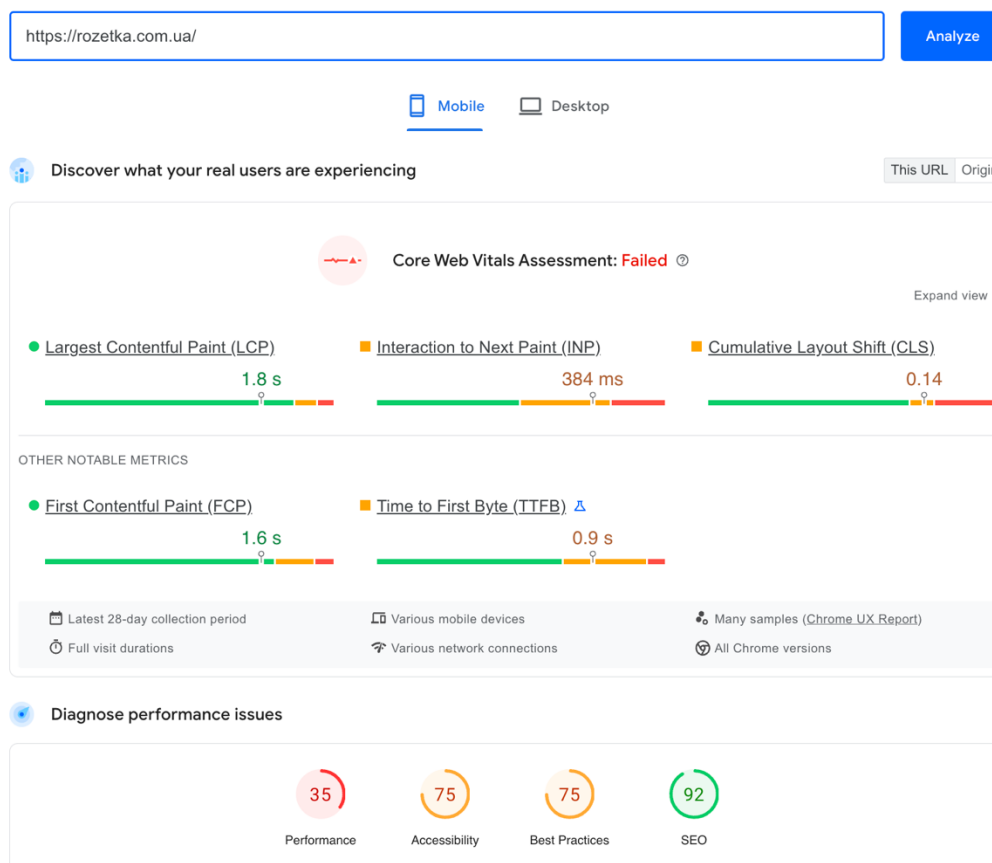 https://rozetka.com.ua/ Analyze
Mobile Desktop
Discover what your real users are experiencing This URL Origin
Core Web Vitals Assessment: Failed
Expand view
Largest Contentful Paint (LCP) Interaction to Next Paint (INP) Cumulative Layout Shift (CLS)
1.8 s 384 ms 0.14
OTHER NOTABLE METRICS
First Contentful Paint (FCP) Time to First Byte (TTFB)
1.6 s 0.9 s
Latest 28-day collection period Various mobile devices Many samples (Chrome UX Report)
Full visit durations Various network connections All Chrome versions
Diagnose performance issues
35 75 75 92
Performance Accessibility Best Practices SEO